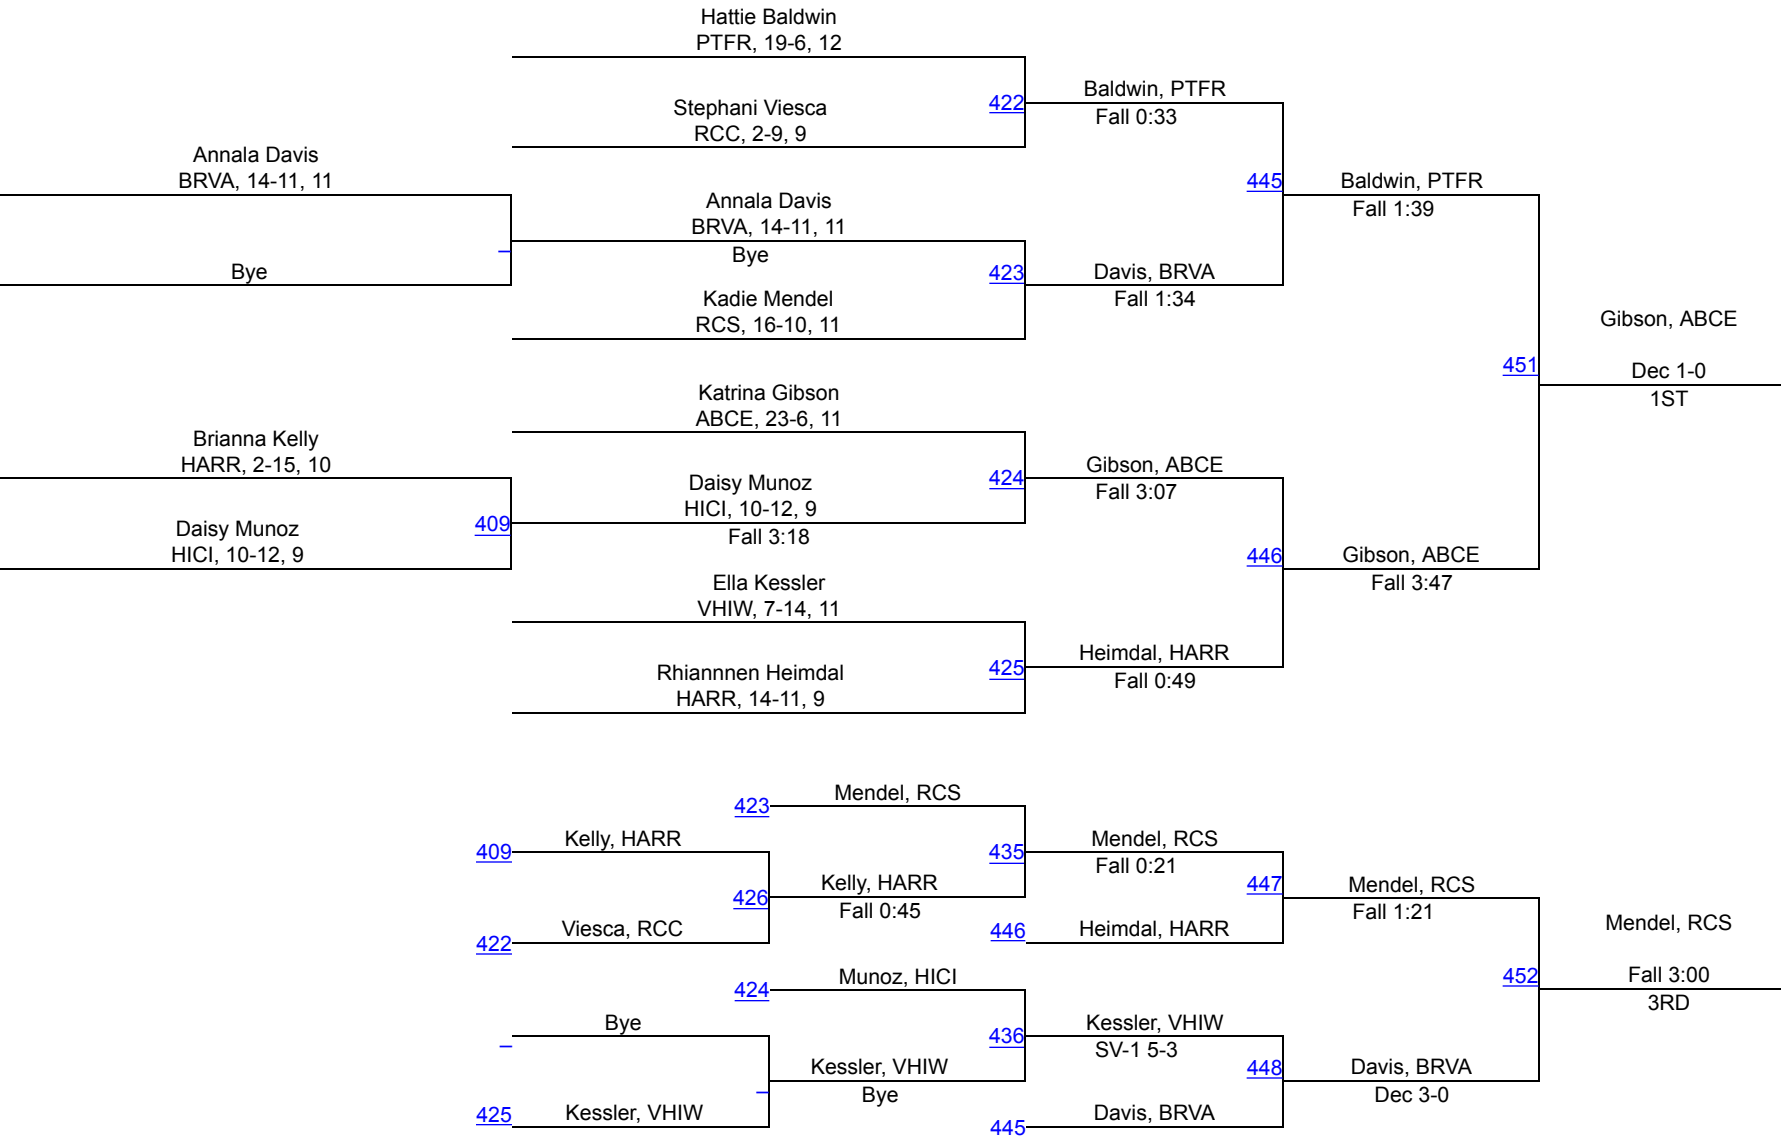 Hattie Baldwin
PTFR, 19-6, 12
422
Stephani Viesca
RCC, 2-9, 9
Baldwin, PTFR
Fall 0:33
Annala Davis
BRVA, 14-11, 11
Bye
Annala Davis
BRVA, 14-11, 11
Bye
423
Kadie Mendel
RCS, 16-10, 11
Davis, BRVA
Fall 1:34
445
Baldwin, PTFR
Fall 1:39
Brianna Kelly
HARR, 2-15, 10
409
Daisy Munoz
HICI, 10-12, 9
Katrina Gibson
ABCE, 23-6, 11
424
Daisy Munoz
HICI, 10-12, 9
Fall 3:18
Gibson, ABCE
Fall 3:07
Ella Kessler
VHIW, 7-14, 11
425
Rhiannnen Heimdal
HARR, 14-11, 9
Heimdal, HARR
Fall 0:49
446
Gibson, ABCE
Fall 3:47
451
Gibson, ABCE
Dec 1-0
1ST
423
Mendel, RCS
409
Kelly, HARR
426
422
Viesca, RCC
Kelly, HARR
Fall 0:45
435
Mendel, RCS
Fall 0:21
447
446
Heimdal, HARR
Mendel, RCS
Fall 1:21
424
Munoz, HICI
Bye
425
Kessler, VHIW
Kessler, VHIW
Bye
436
Kessler, VHIW
SV-1 5-3
448
445
Davis, BRVA
Davis, BRVA
Dec 3-0
452
Mendel, RCS
Fall 3:00
3RD